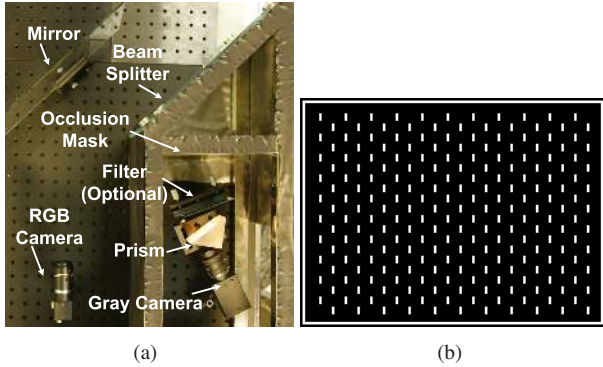 Mirror
Beam
Splitter
Occlusion
Mask
Filter
(Optional)
RGB
Camera
Prism
Gray Camera
(a)
(b)